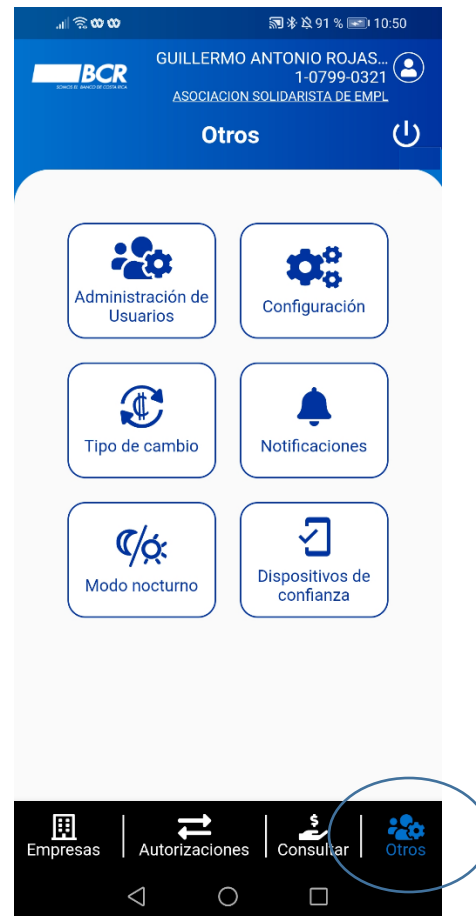 91 % 10:50
GUILLERMO ANTONIO ROJAS...
1-0799-0321
BCR
SOMOS EL BANCO DE COSTA RICA
ASOCIACION SOLIDARISTA DE EMPL
Otros
Administración de
Usuarios
Configuración
Tipo de cambio
Notificaciones
Modo nocturno
Dispositivos de
confianza
Empresas
Autorizaciones
Consultar
Otros